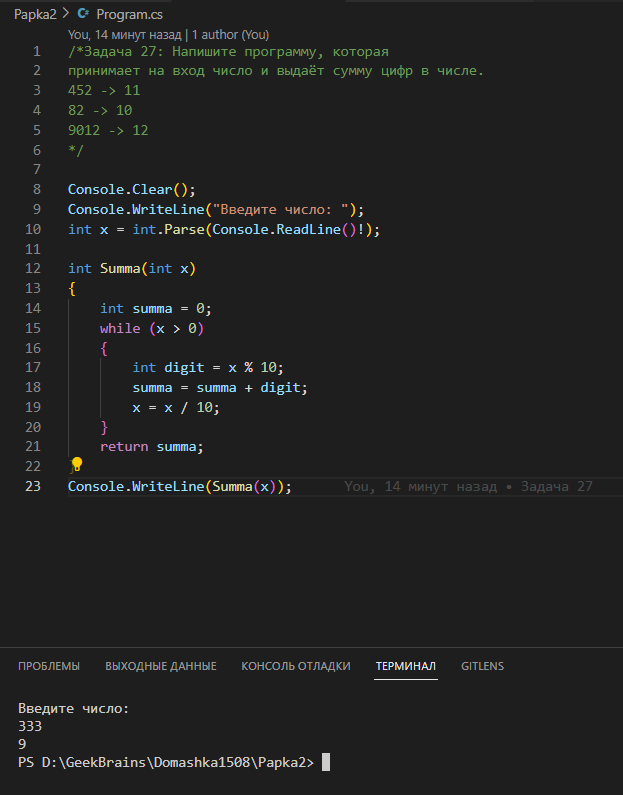 Papka2 > Program.cs
You, 14 минут назад | 1 author (You)
1 /*Задача 27: Напишите программу, которая
2 принимает на вход число и выдаёт сумму цифр в числе.
3 452 -> 11
4 82 -> 10
5 9012 -> 12
6 */
7
8 Console.Clear();
9 Console.WriteLine("Введите число: ");
10 int x = int.Parse(Console.ReadLine()!);
11
12 int Summa(int x)
13 {
14 int summa = 0;
15 while (x > 0)
16 {
17 int digit = x % 10;
18 summa = summa + digit;
19 x = x / 10;
20 }
21 return summa;
22 }
23 Console.WriteLine(Summa(x)); You, 14 минут назад • Задача 27
ПРОБЛЕМЫ ВЫХОДНЫЕ ДАННЫЕ КОНСОЛЬ ОТЛАДКИ ТЕРМИНАЛ GITLENS
Введите число:
333
9
PS D:\GeekBrains\Domashka1508\Papka2>